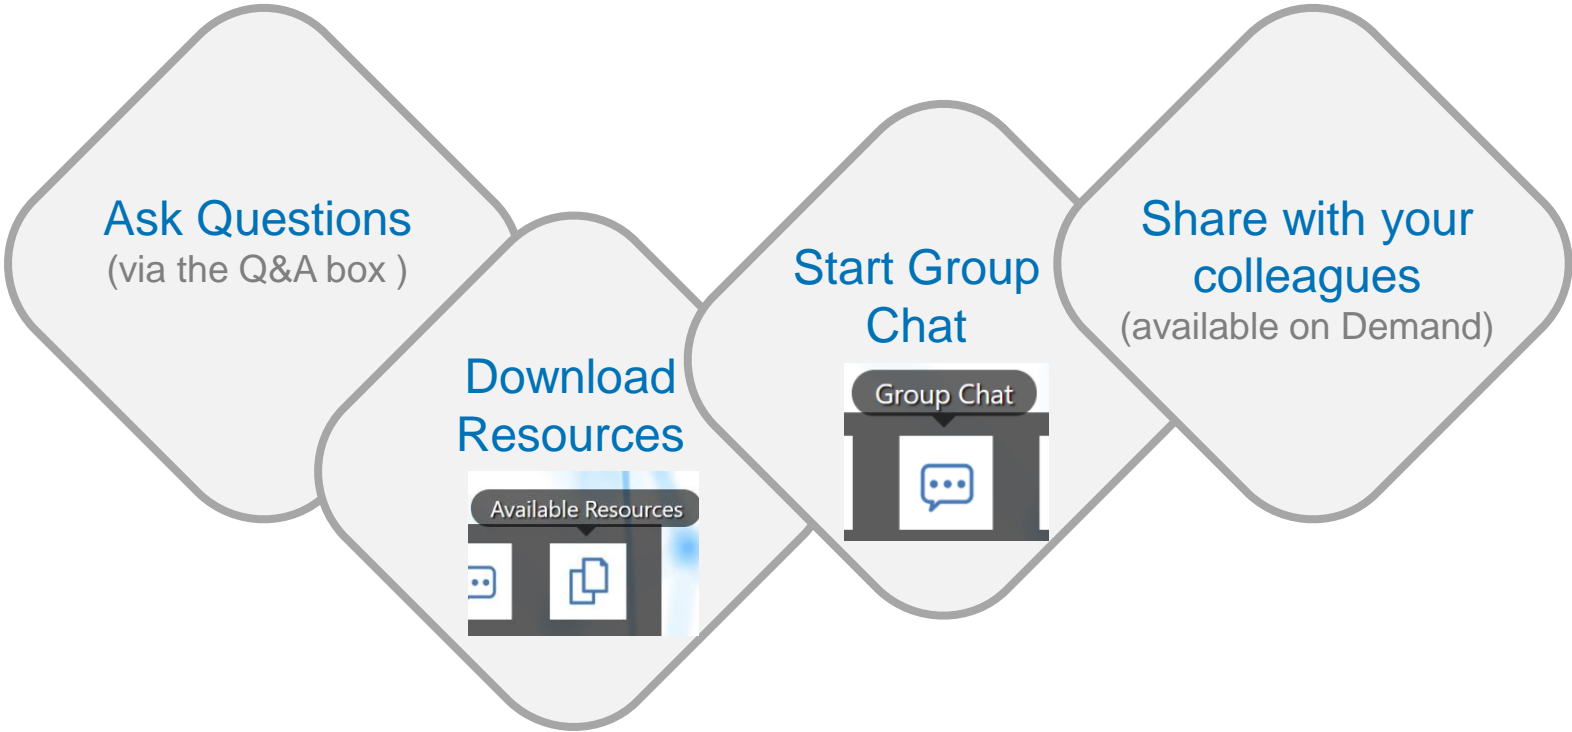 Ask Questions
(via the Q&A box )
Download
Resources
Available Resources
Start Group
Chat
Group Chat
Share with your
colleagues
(available on Demand)